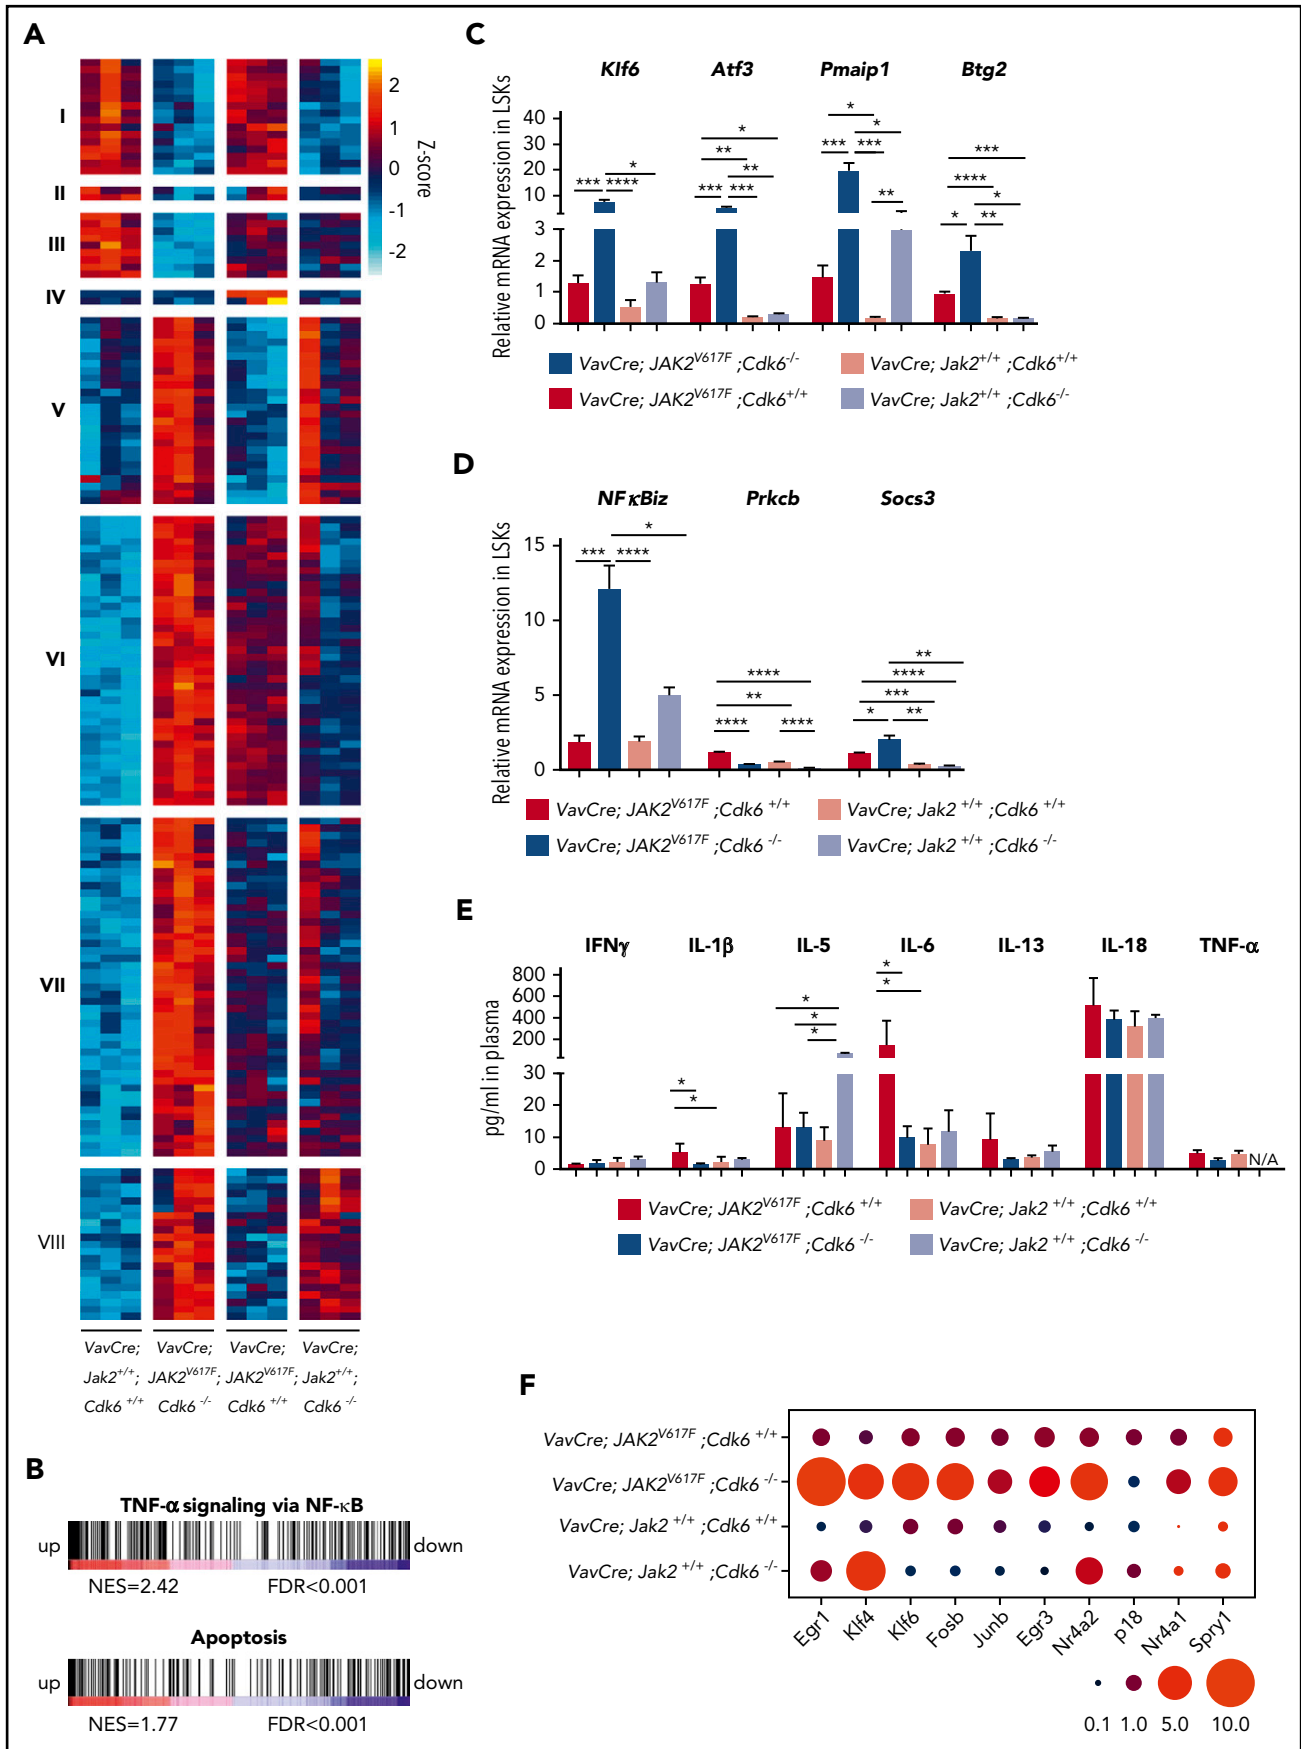 A
I
II
III
IV
V
VI
VII
VIII
2
1
0
-1
-2
Z-score
VavCre; VavCre; VavCre; VavCre;
Jak2+/+; JAK2V617F; JAK2V617F; Jak2+/+;
Cdk6 +/+ Cdk6 -/- Cdk6 +/+ Cdk6 -/-
B
TNF-α signaling via NF-κB
up down
NES=2.42 FDR<0.001
Apoptosis
up down
NES=1.77 FDR<0.001
C
Klf6 Atf3 Pmaip1 Btg2
Relative mRNA expression in LSKs
40
30
20
10
3
2
1
0
*** **** *
*** *** ** ** *
*** *** * * **
* ** **** * ***
VavCre; JAK2V617F ;Cdk6-/- VavCre; Jak2+/+ ;Cdk6+/+
VavCre; JAK2V617F ;Cdk6+/+ VavCre; Jak2+/+ ;Cdk6-/-
D
NFκBiz Prkcb Socs3
Relative mRNA expression in LSKs
15
10
5
0
*** **** *
**** ** **** ****
* ** *** **** **
VavCre; JAK2V617F ;Cdk6 +/+ VavCre; Jak2 +/+ ;Cdk6 +/+
VavCre; JAK2V617F ;Cdk6 -/- VavCre; Jak2 +/+ ;Cdk6 -/-
E
IFNγ IL-1β IL-5 IL-6 IL-13 IL-18 TNF-α
pg/ml in plasma
800
600
400
200
30
20
10
0
* *
* * *
* *
N/A
VavCre; JAK2V617F ;Cdk6 +/+ VavCre; Jak2 +/+ ;Cdk6 +/+
VavCre; JAK2V617F ;Cdk6 -/- VavCre; Jak2 +/+ ;Cdk6 -/-
F
VavCre; JAK2V617F ;Cdk6 +/+
VavCre; JAK2V617F ;Cdk6 -/-
VavCre; Jak2 +/+ ;Cdk6 +/+
VavCre; Jak2 +/+ ;Cdk6 -/-
Egr1 Klf4 Klf6 Fosb Junb Egr3 Nr4a2 p18 Nr4a1 Spry1
0.1 1.0 5.0 10.0